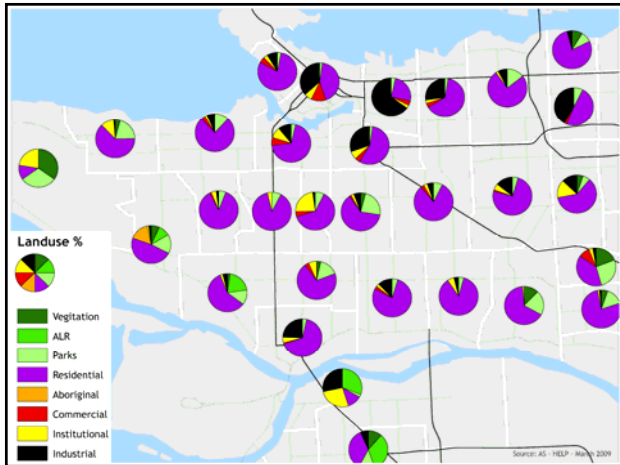 Landuse %
Vegitation
ALR
Parks
Residential
Aboriginal
Commercial
Institutional
Industrial
Source: AS - HELP - March 2009